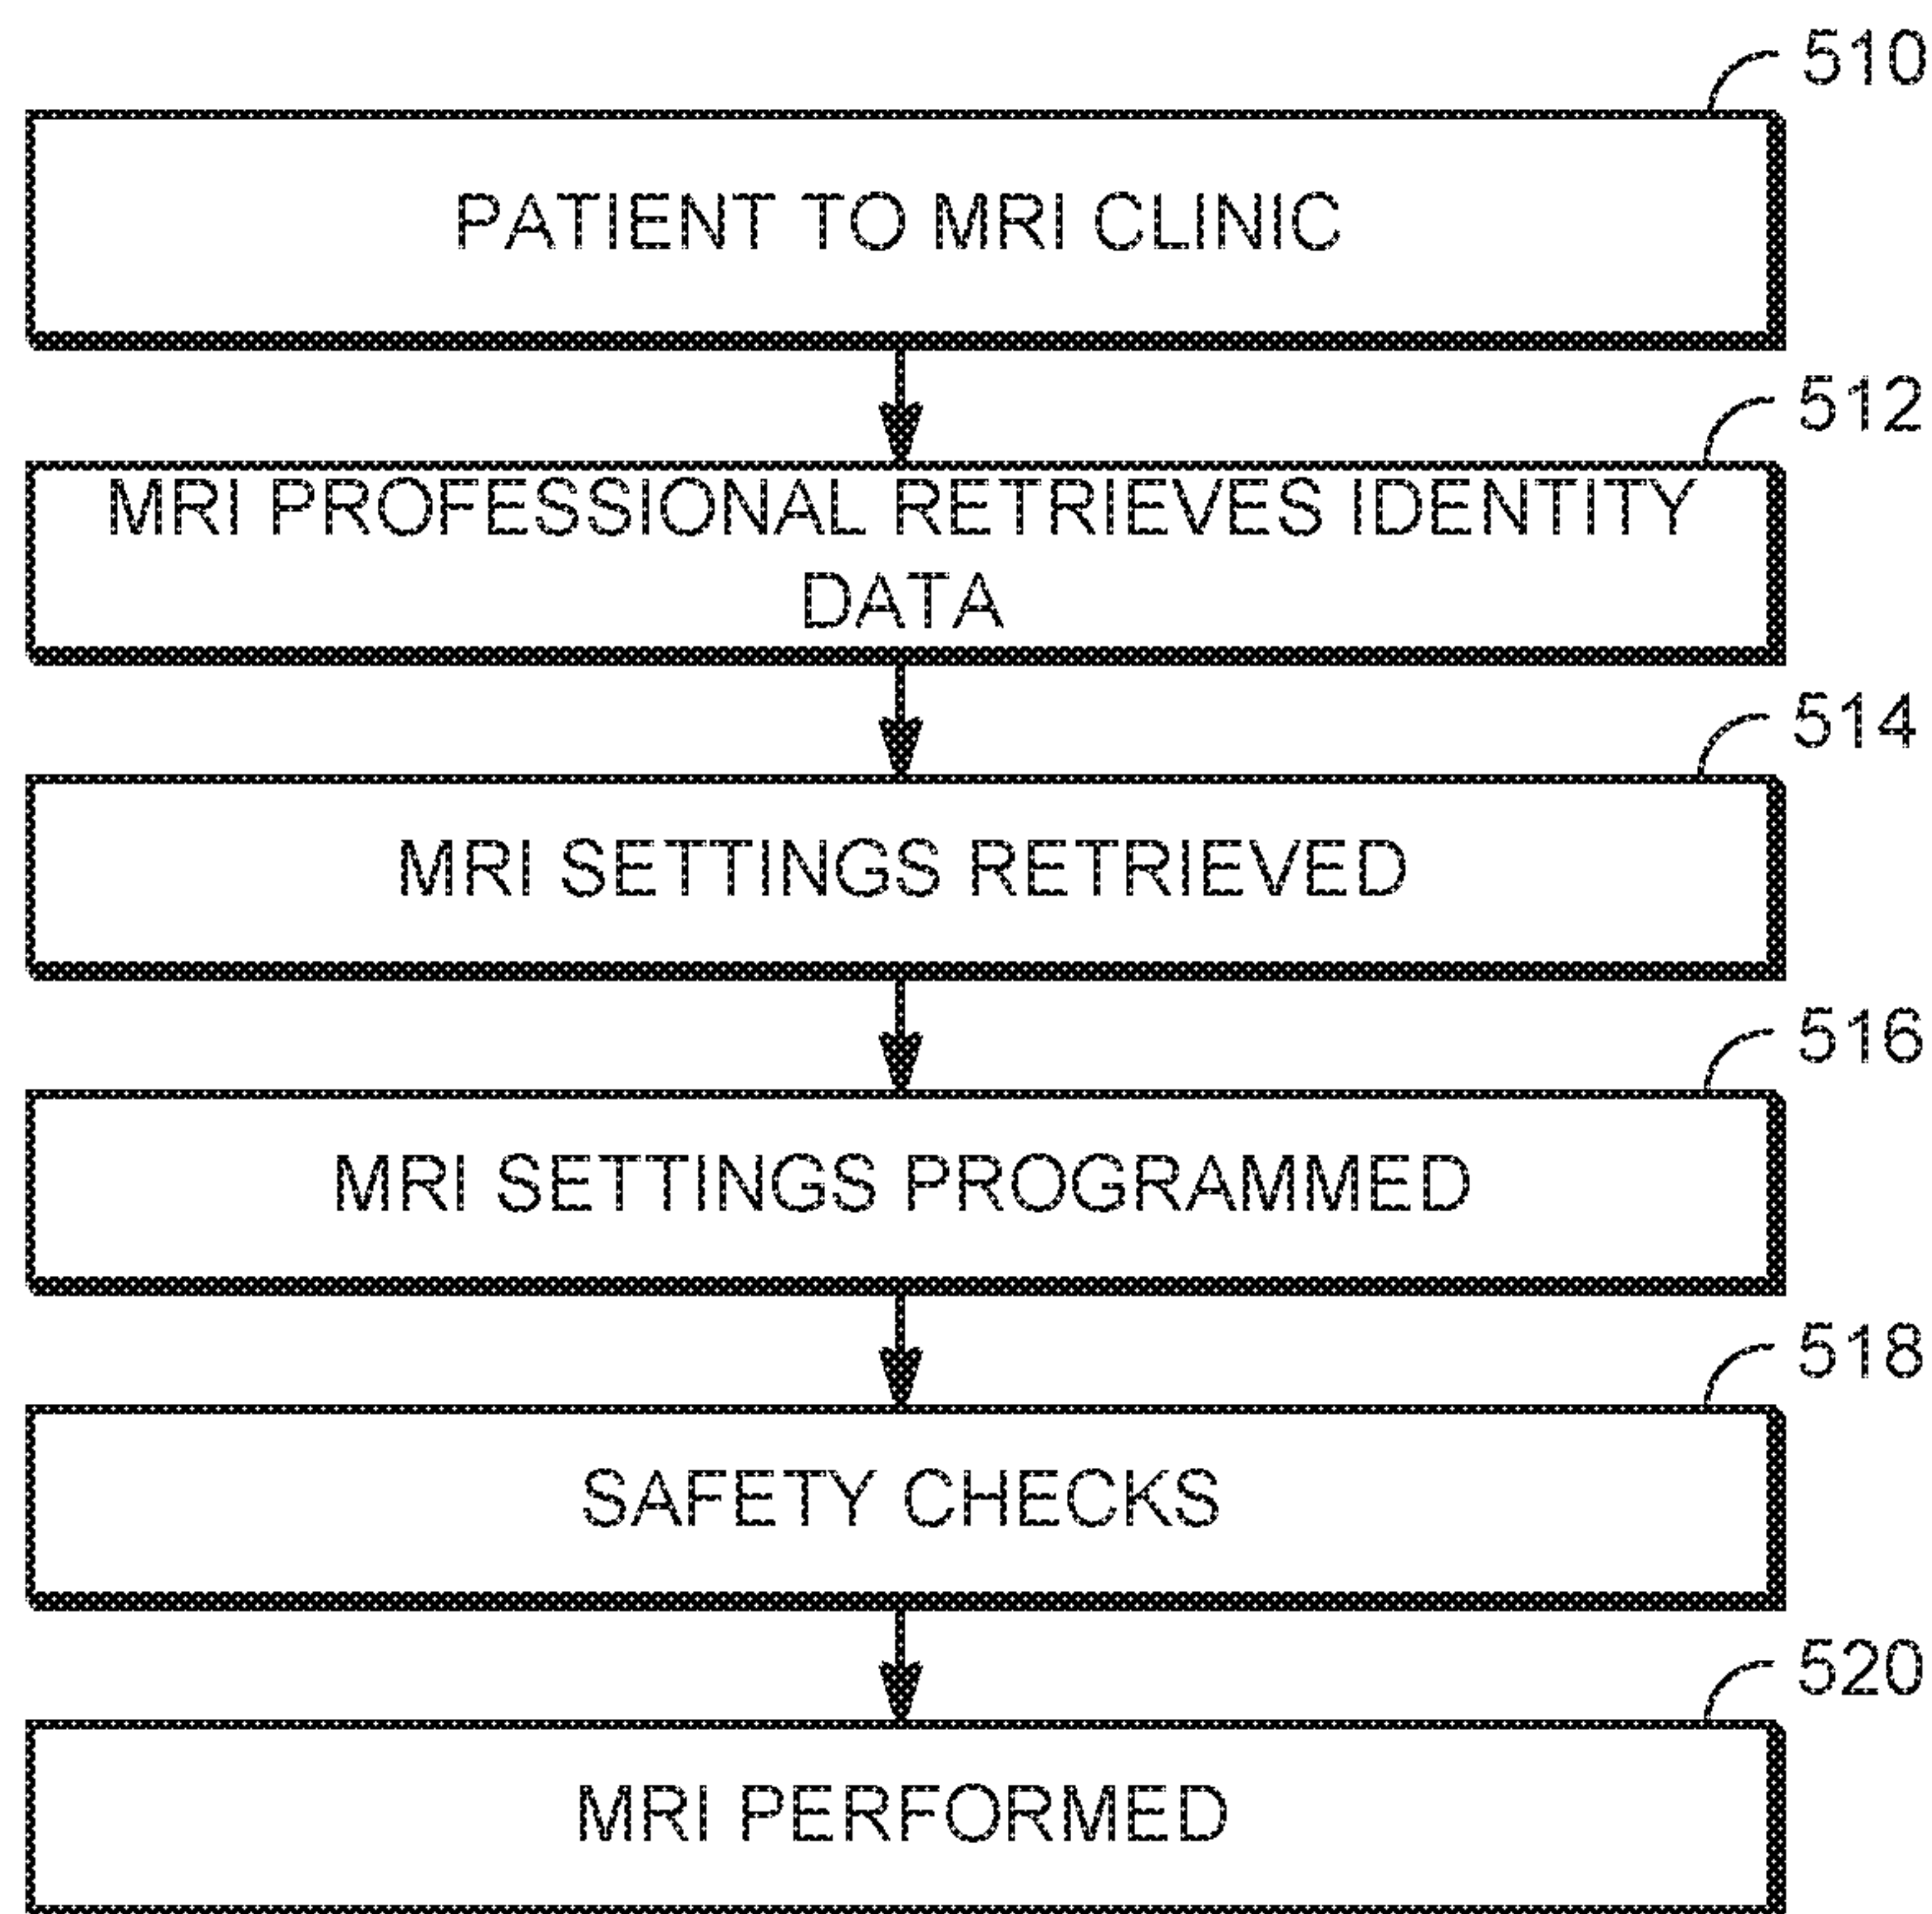 510
PATIENT TO MRI CLINIC
512
MRI PROFESSIONAL RETRIEVES IDENTITY
DATA
514
MRI SETTINGS RETRIEVED
516
MRI SETTINGS PROGRAMMED
518
SAFETY CHECKS
520
MRI PERFORMED